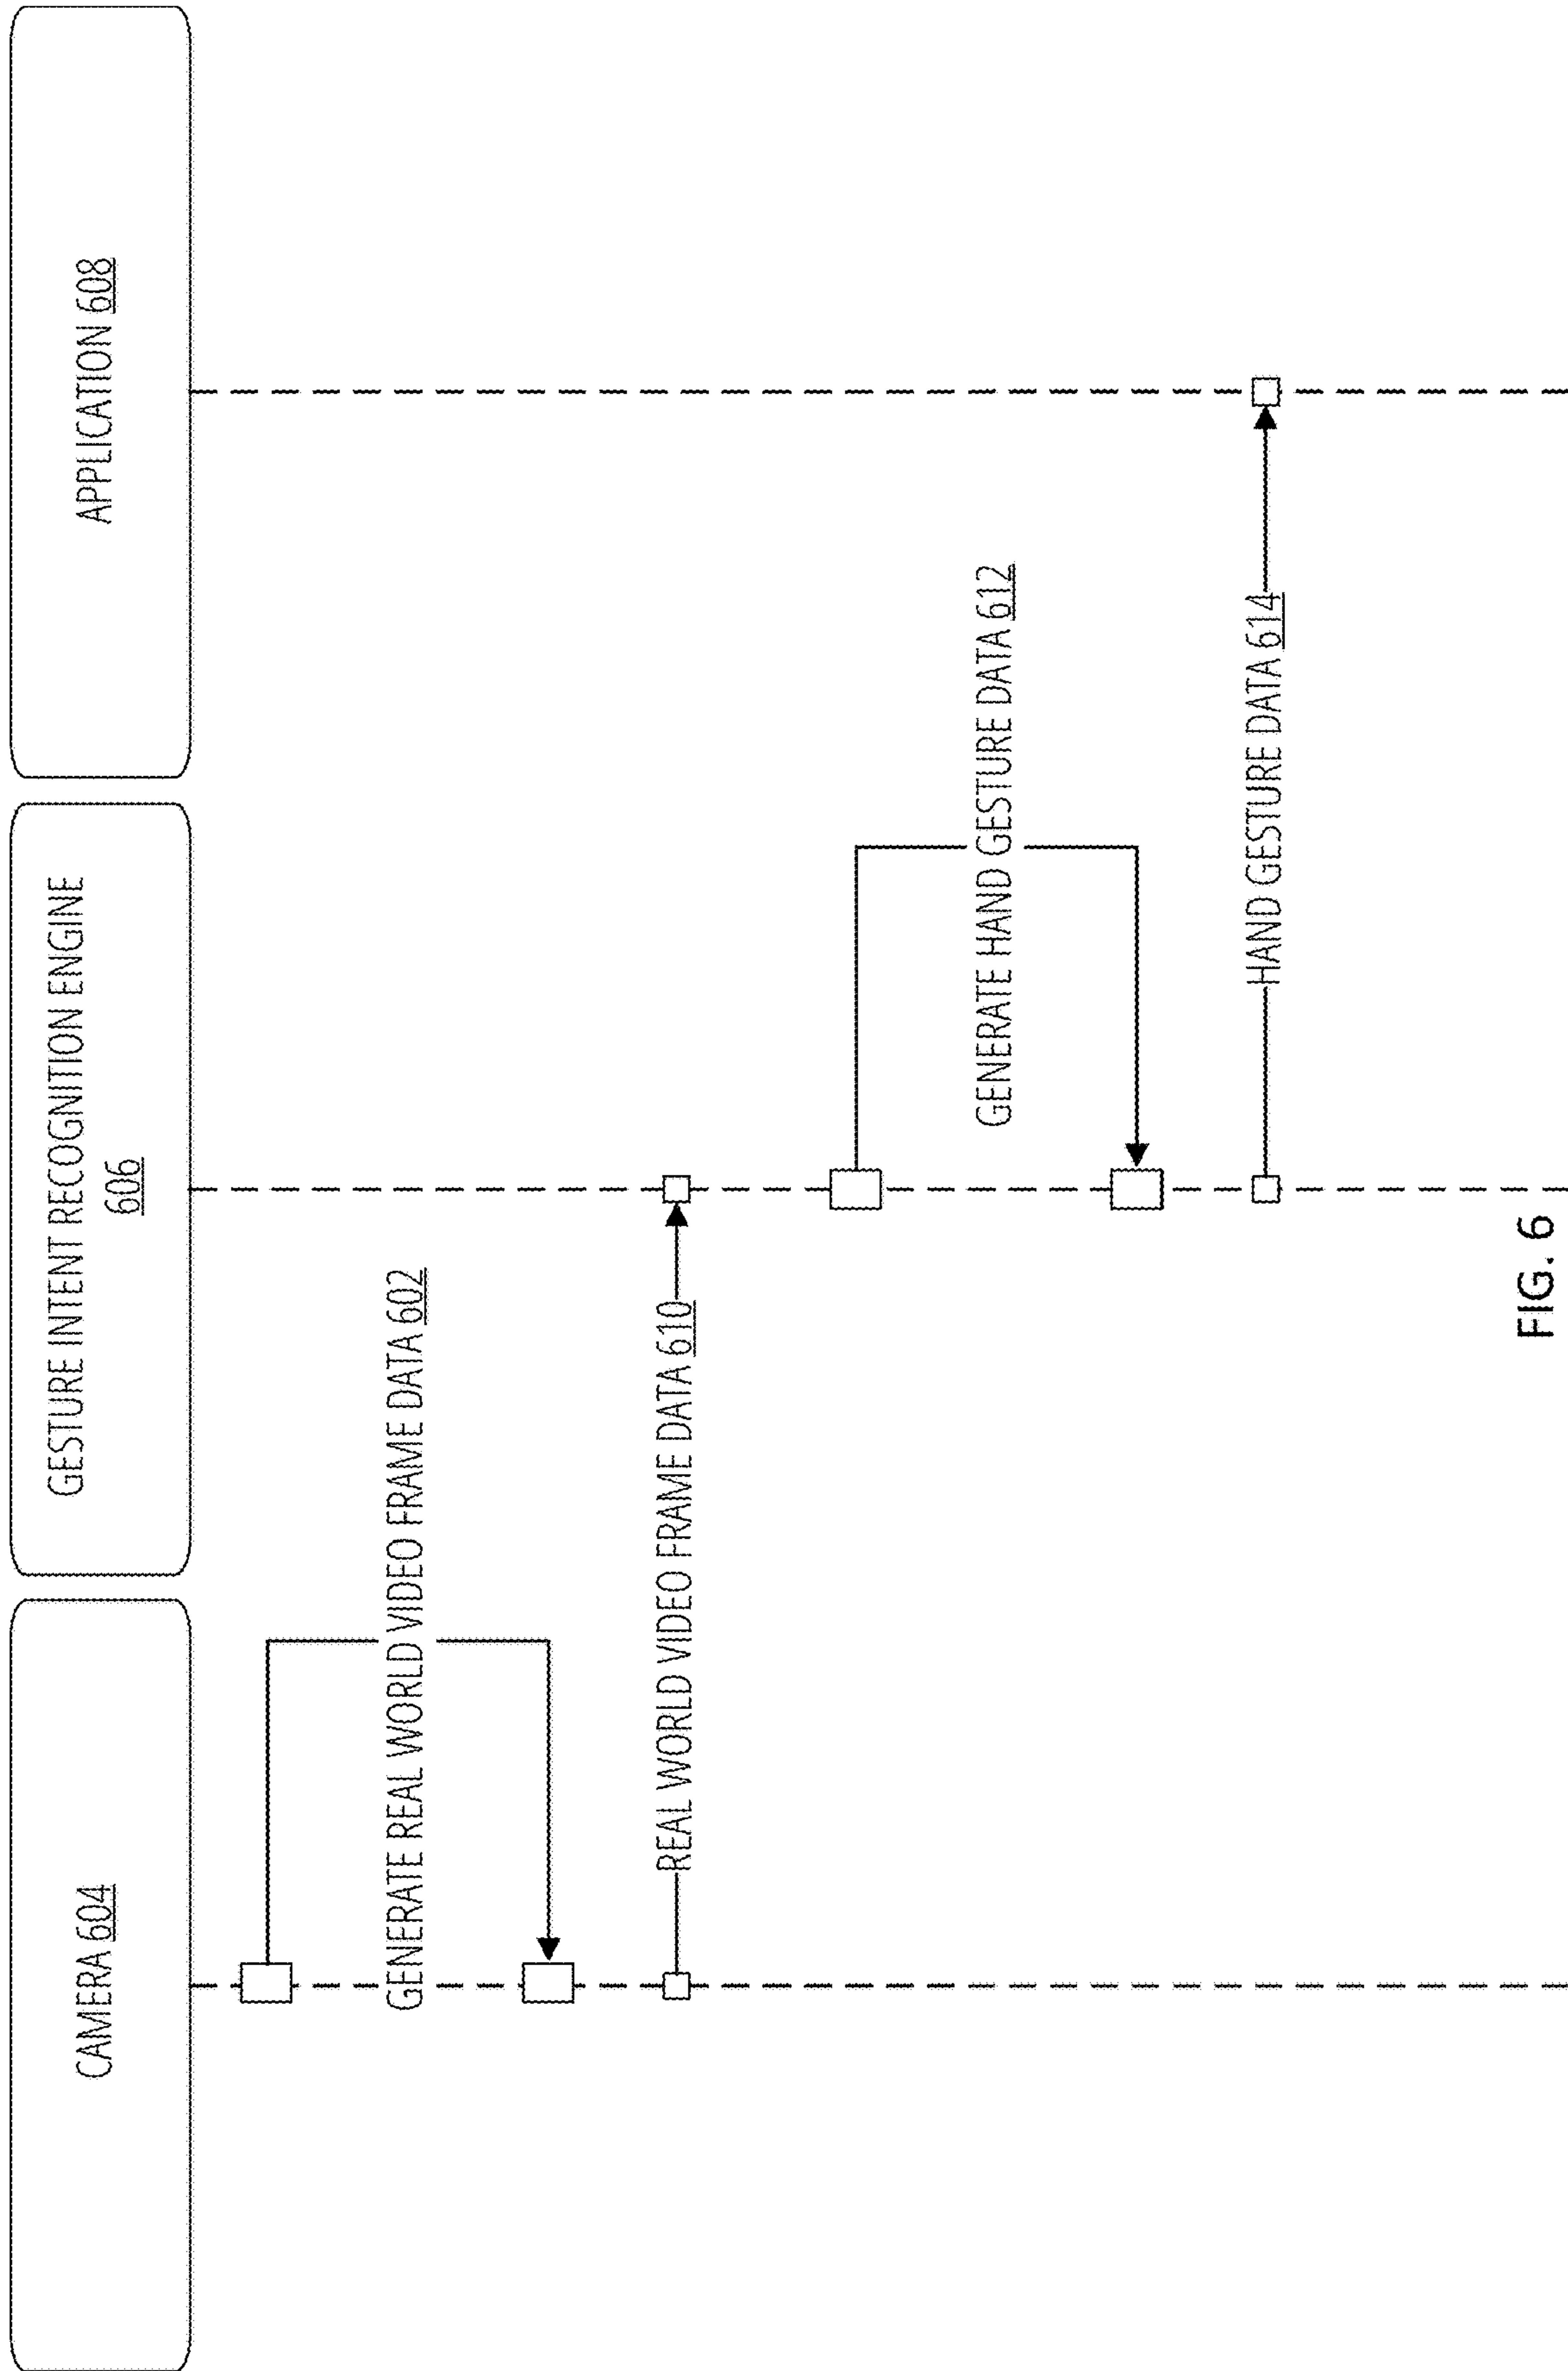 CAMERA 604
GESTURE INTENT RECOGNITION ENGINE
606
APPLICATION 608
GENERATE REAL WORLD VIDEO FRAME DATA 602
REAL WORLD VIDEO FRAME DATA 610
GENERATE HAND GESTURE DATA 612
HAND GESTURE DATA 614
FIG. 6